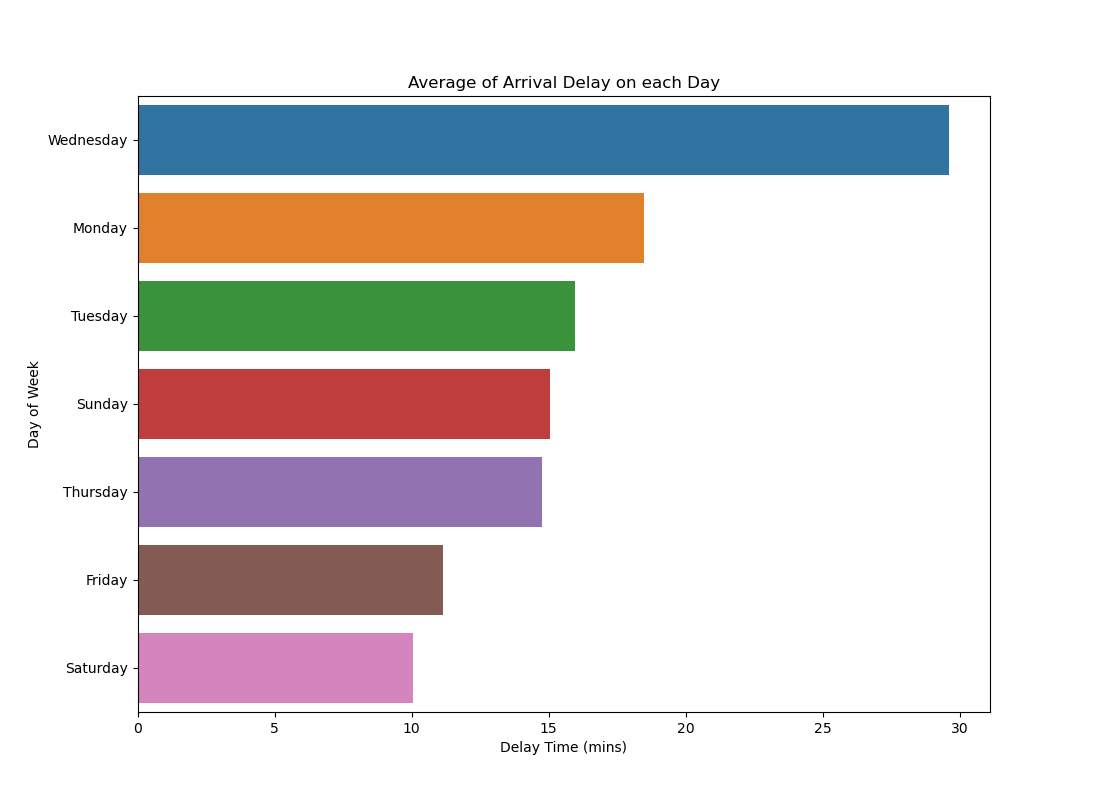 Average of Arrival Delay on each Day
Wednesday
Monday
Tuesday
Sunday
Thursday
Friday
Saturday
Day of Week
0 5 10 15 20 25 30
Delay Time (mins)